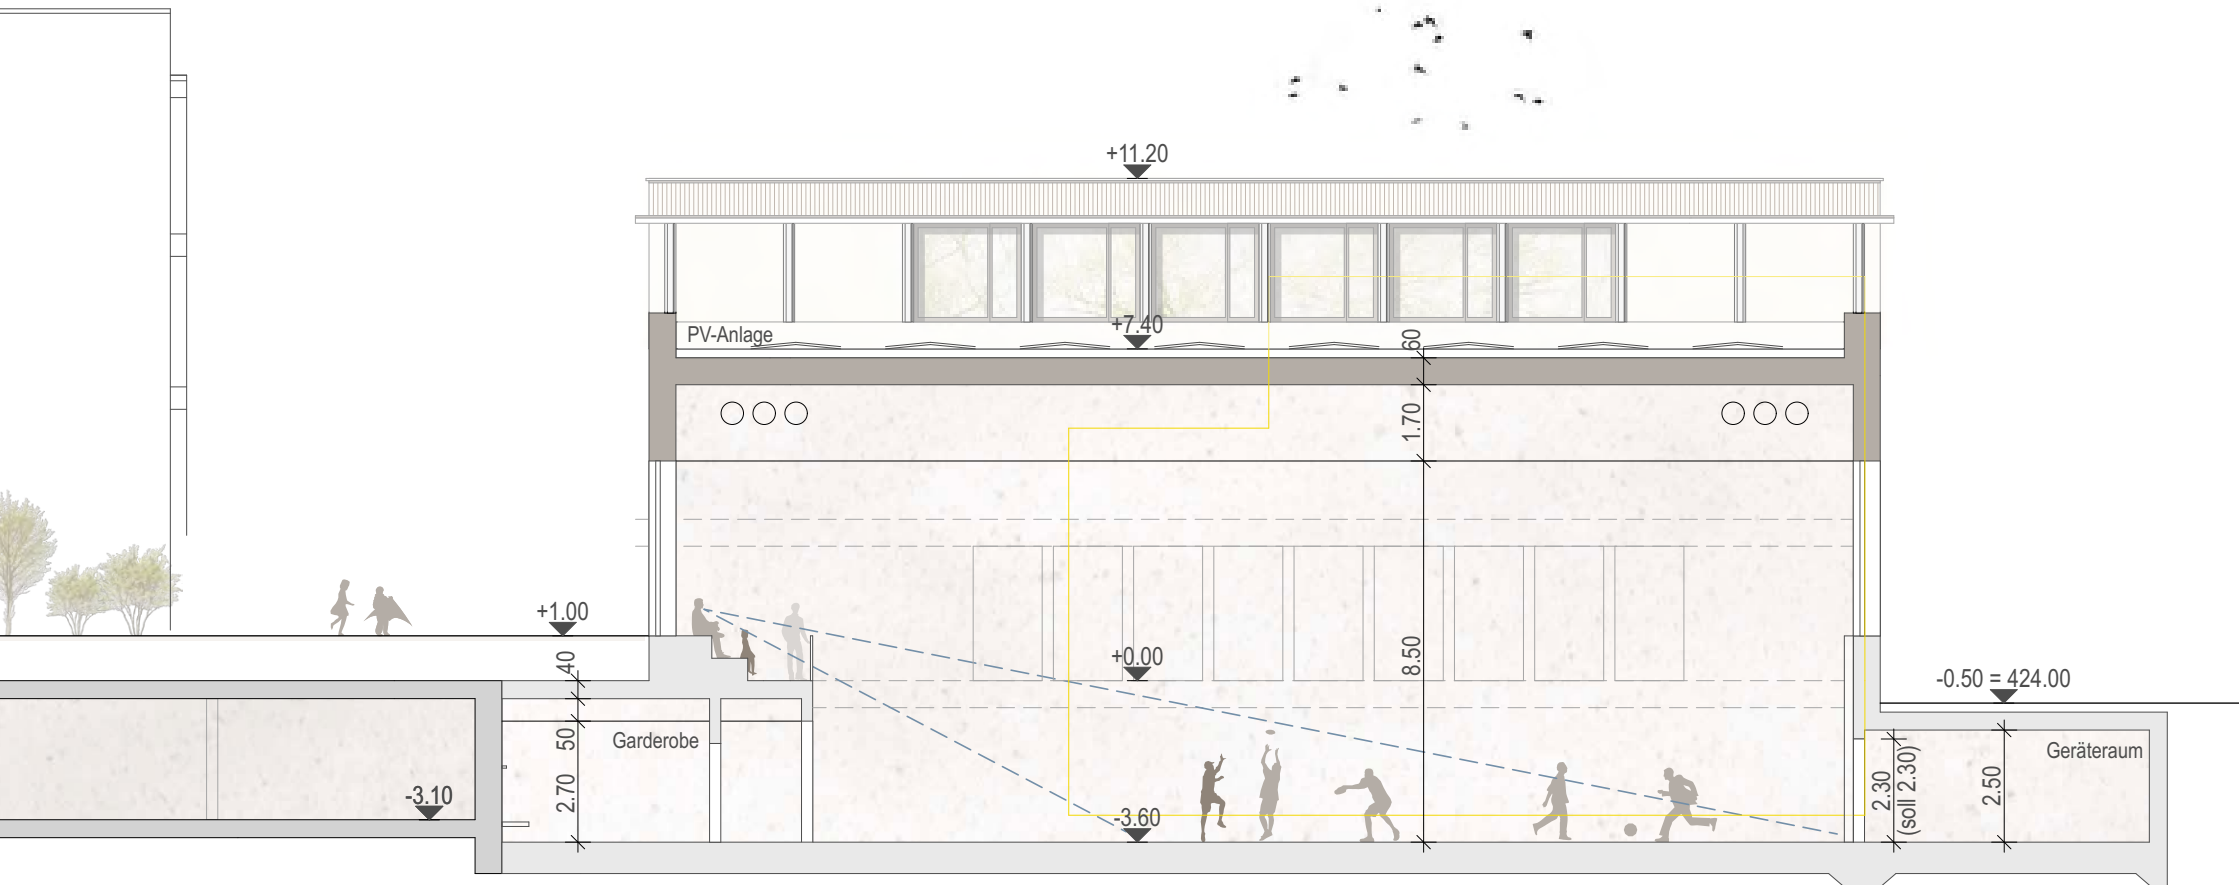 +11.20
PV-Anlage
+7.40
60
1.70
+1.00
40
+0.00
8.50
-0.50 = 424.00
50
Garderobe
Geräteraum
2.70
-3.10
-3.60
2.30
(soll 2.30)
2.50